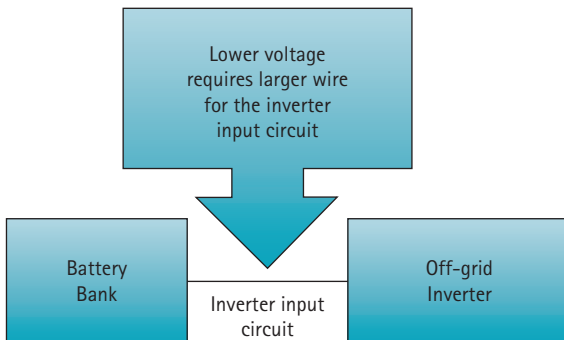 Lower voltage
requires larger wire
for the inverter
input circuit
Battery
Bank
Inverter input
circuit
Off-grid
Inverter